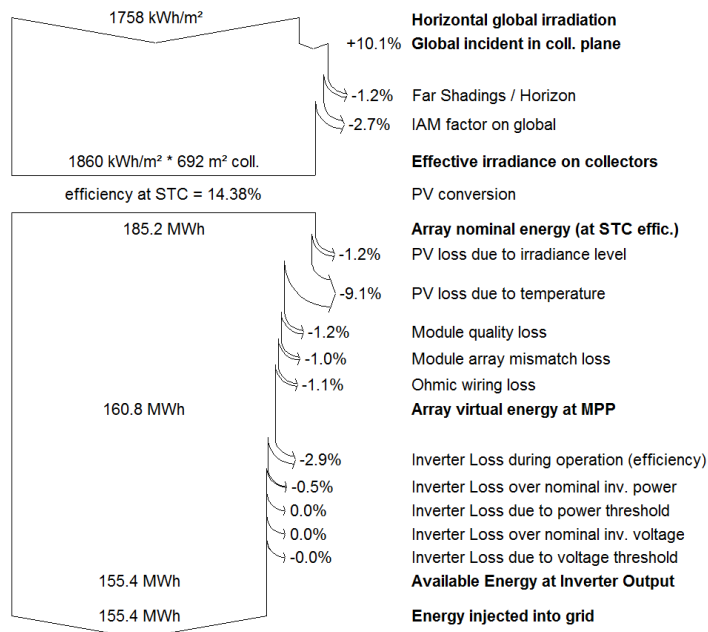 1758 kWh/m² Horizontal global irradiation
+10.1% Global incident in coll. plane
-1.2% Far Shadings / Horizon
-2.7% IAM factor on global
1860 kWh/m² * 692 m² coll. Effective irradiance on collectors
efficiency at STC = 14.38% PV conversion
185.2 MWh Array nominal energy (at STC effic.)
-1.2% PV loss due to irradiance level
-9.1% PV loss due to temperature
-1.2% Module quality loss
-1.0% Module array mismatch loss
-1.1% Ohmic wiring loss
160.8 MWh Array virtual energy at MPP
-2.9% Inverter Loss during operation (efficiency)
-0.5% Inverter Loss over nominal inv. power
0.0% Inverter Loss due to power threshold
0.0% Inverter Loss over nominal inv. voltage
-0.0% Inverter Loss due to voltage threshold
155.4 MWh Available Energy at Inverter Output
155.4 MWh Energy injected into grid